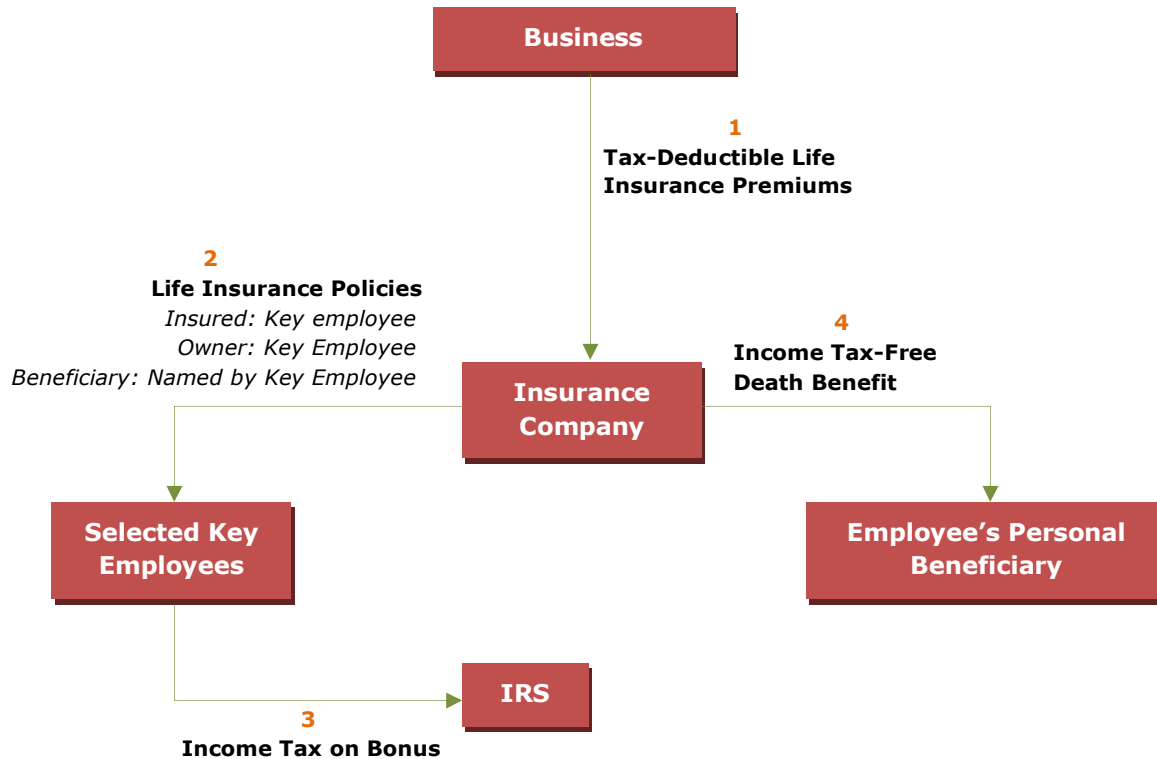 Business
1
Tax-Deductible Life
Insurance Premiums
2
Life Insurance Policies
Insured: Key employee
Owner: Key Employee
Beneficiary: Named by Key Employee
4
Income Tax-Free
Death Benefit
Insurance
Company
Selected Key
Employees
Employee’s Personal
Beneficiary
IRS
3
Income Tax on Bonus